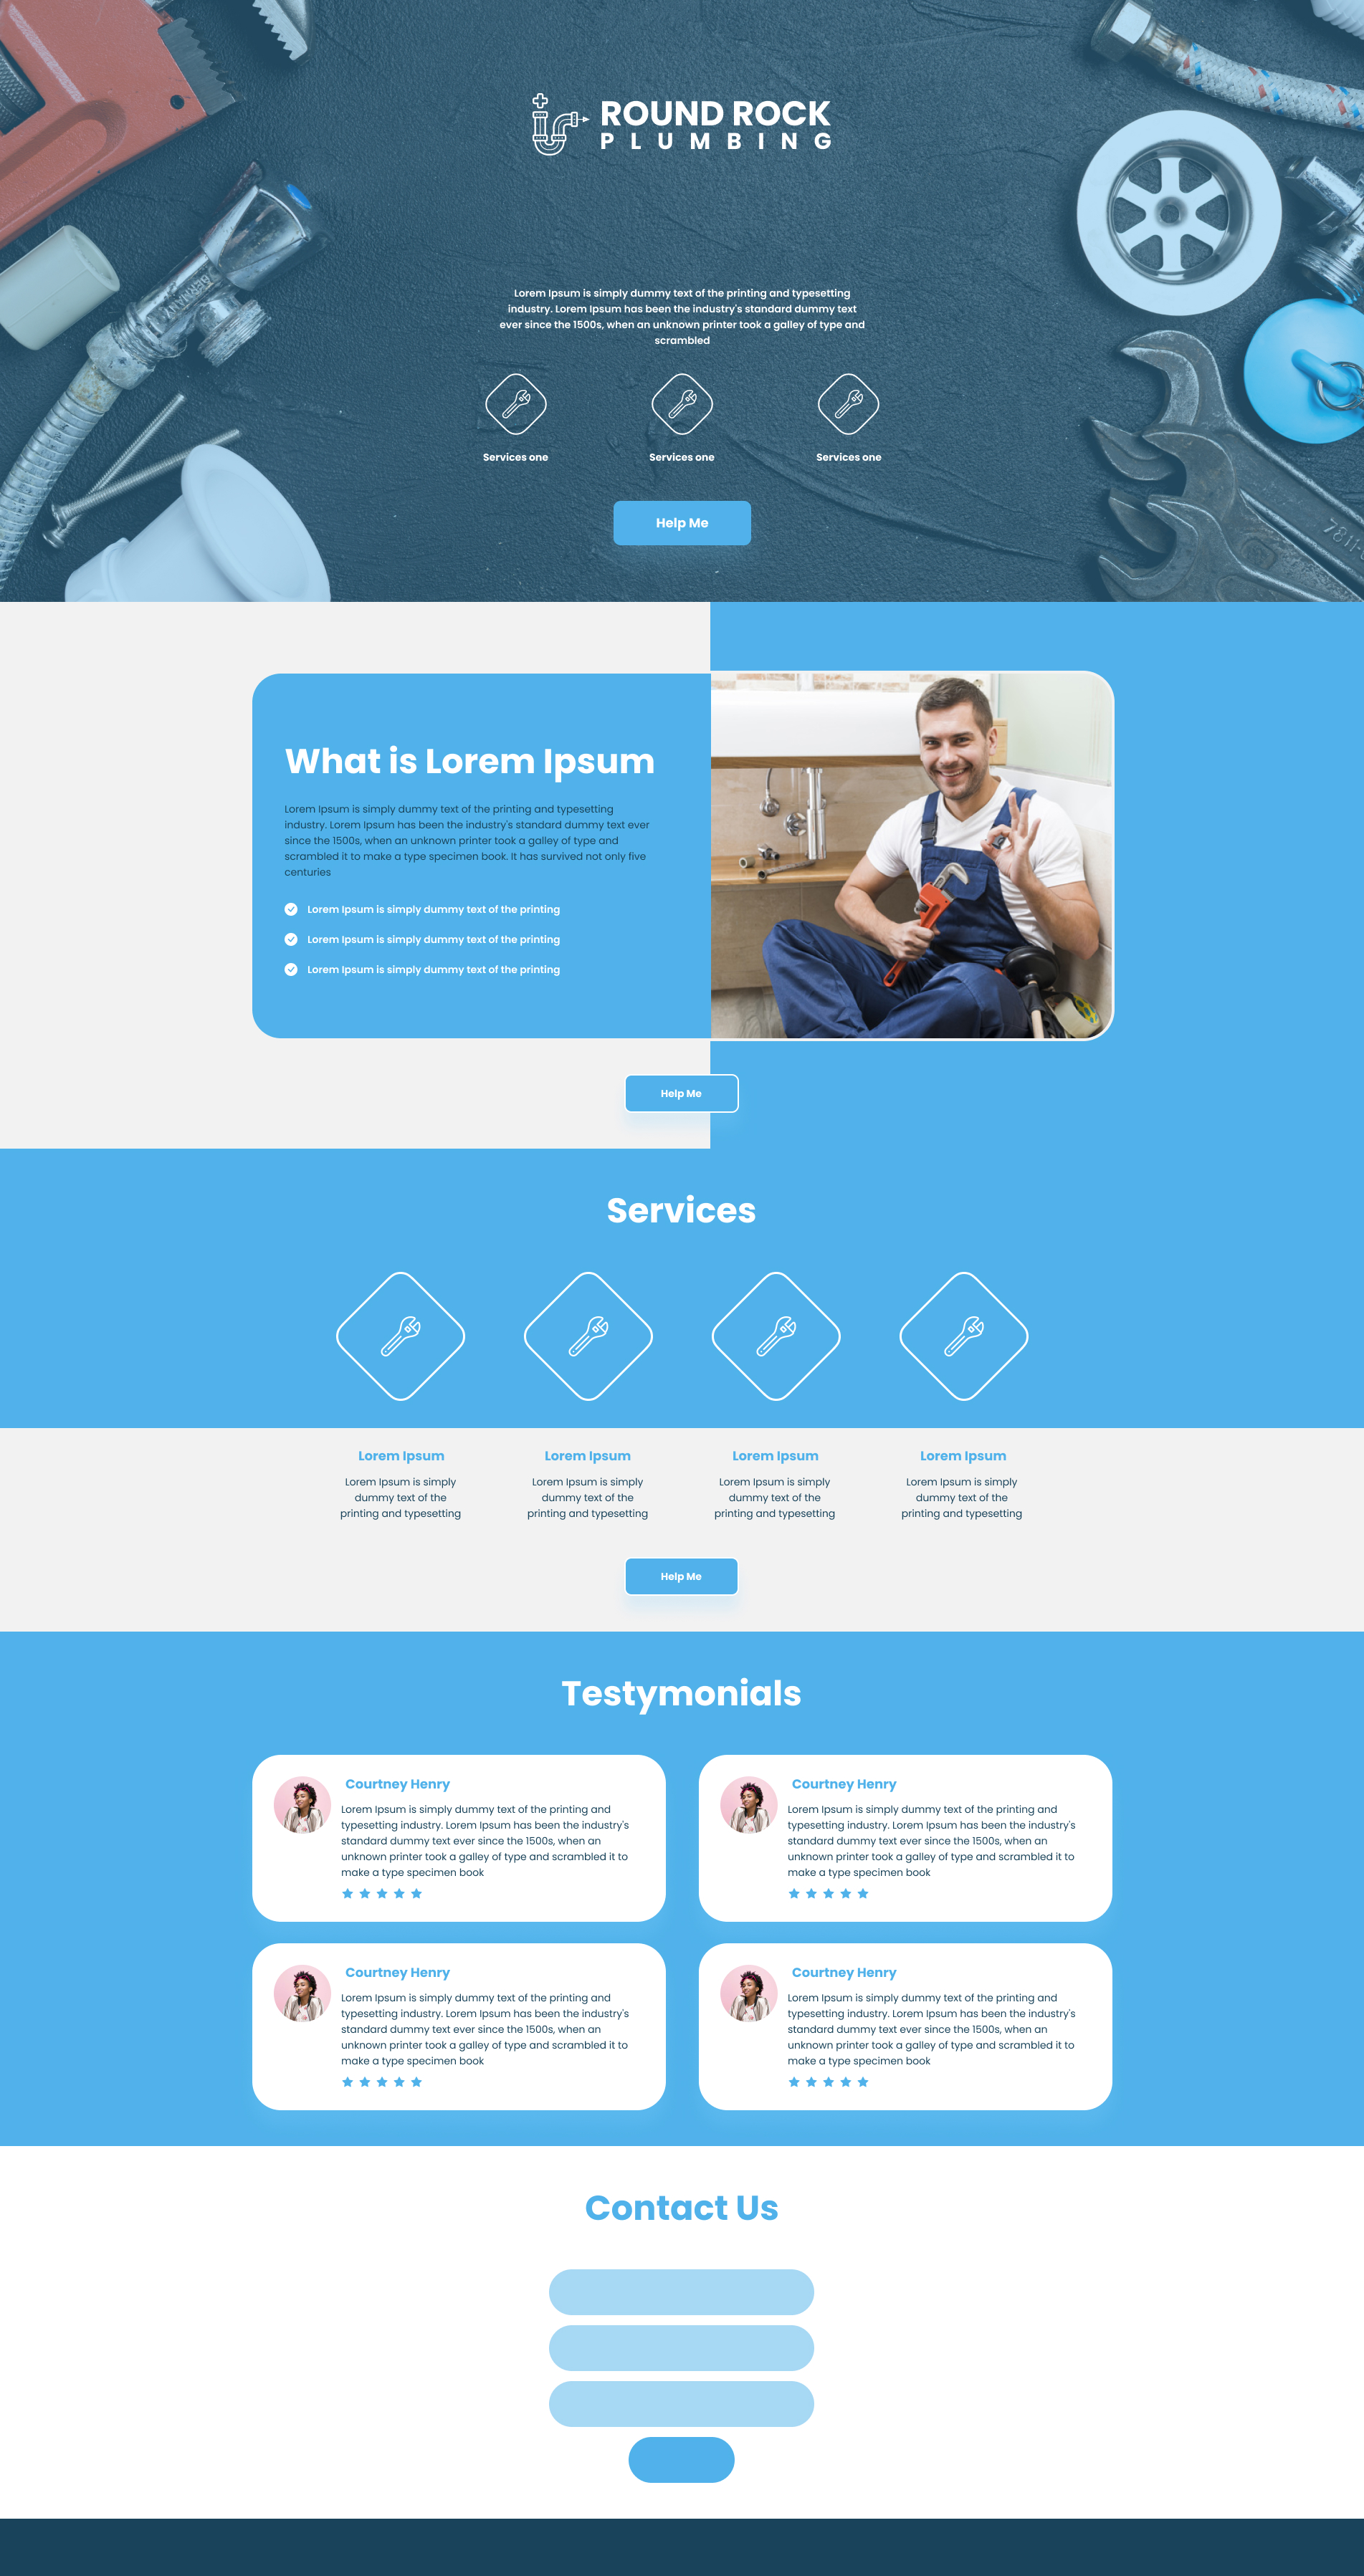 ROUND ROCK
PLUMBING
Lorem Ipsum is simply dummy text of the printing and typesetting
industry. Lorem Ipsum has been the industry's standard dummy text
ever since the 1500s, when an unknown printer took a galley of type and
scrambled
Services one
Services one
Services one
Help Me
What is Lorem Ipsum
Lorem Ipsum is simply dummy text of the printing and typesetting
industry. Lorem Ipsum has been the industry's standard dummy text ever
since the 1500s, when an unknown printer took a galley of type and
scrambled it to make a type specimen book. It has survived not only five
centuries
Lorem Ipsum is simply dummy text of the printing
Lorem Ipsum is simply dummy text of the printing
Lorem Ipsum is simply dummy text of the printing
Help Me
Services
Lorem Ipsum
Lorem Ipsum is simply
dummy text of the
printing and typesetting
Lorem Ipsum
Lorem Ipsum is simply
dummy text of the
printing and typesetting
Lorem Ipsum
Lorem Ipsum is simply
dummy text of the
printing and typesetting
Lorem Ipsum
Lorem Ipsum is simply
dummy text of the
printing and typesetting
Help Me
Testymonials
Courtney Henry
Lorem Ipsum is simply dummy text of the printing and
typesetting industry. Lorem Ipsum has been the industry's
standard dummy text ever since the 1500s, when an
unknown printer took a galley of type and scrambled it to
make a type specimen book
Courtney Henry
Lorem Ipsum is simply dummy text of the printing and
typesetting industry. Lorem Ipsum has been the industry's
standard dummy text ever since the 1500s, when an
unknown printer took a galley of type and scrambled it to
make a type specimen book
Courtney Henry
Lorem Ipsum is simply dummy text of the printing and
typesetting industry. Lorem Ipsum has been the industry's
standard dummy text ever since the 1500s, when an
unknown printer took a galley of type and scrambled it to
make a type specimen book
Courtney Henry
Lorem Ipsum is simply dummy text of the printing and
typesetting industry. Lorem Ipsum has been the industry's
standard dummy text ever since the 1500s, when an
unknown printer took a galley of type and scrambled it to
make a type specimen book
Contact Us